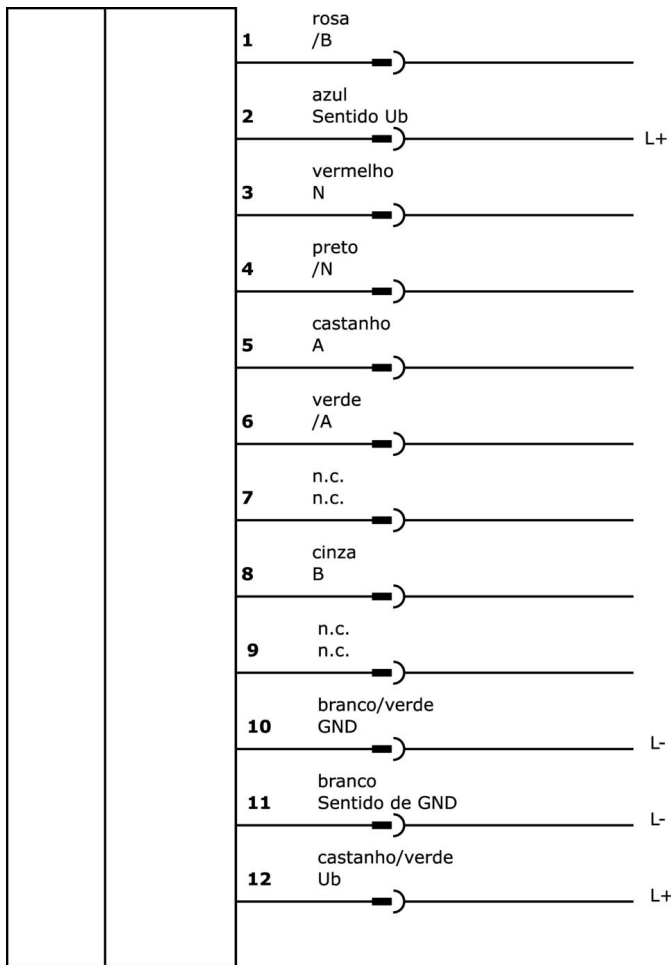 rosa
1 /B
azul
2 Sentido Ub
L+
vermelho
3 N
preto
4 /N
castanho
5 A
verde
6 /A
n.c.
7 n.c.
cinza
8 B
n.c.
9 n.c.
branco/verde
10 GND
L-
branco
11 Sentido de GND
L-
castanho/verde
12 Ub
L+